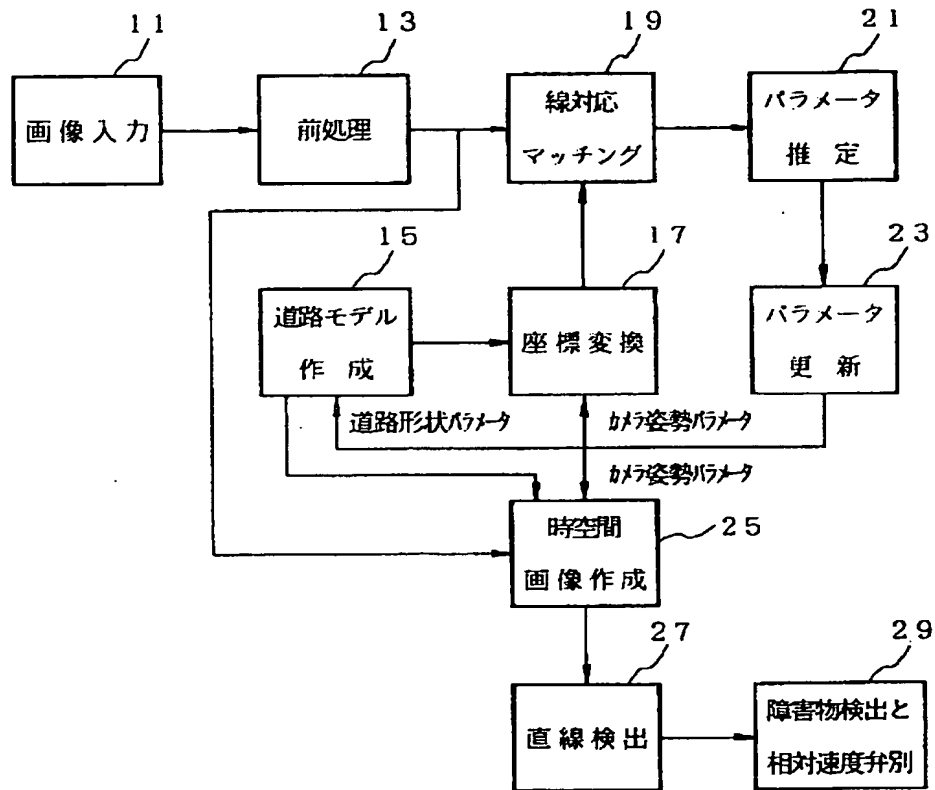 11
13
19
21
画像入力
前処理
線対応
マッチング
パラメータ
推定
15
17
23
道路モデル
作成
座標変換
パラメータ
更新
道路形状パラメータ
カメラ姿勢パラメータ
カメラ姿勢パラメータ
時空間
画像作成
25
27
29
直線検出
障害物検出と
相対速度弁別